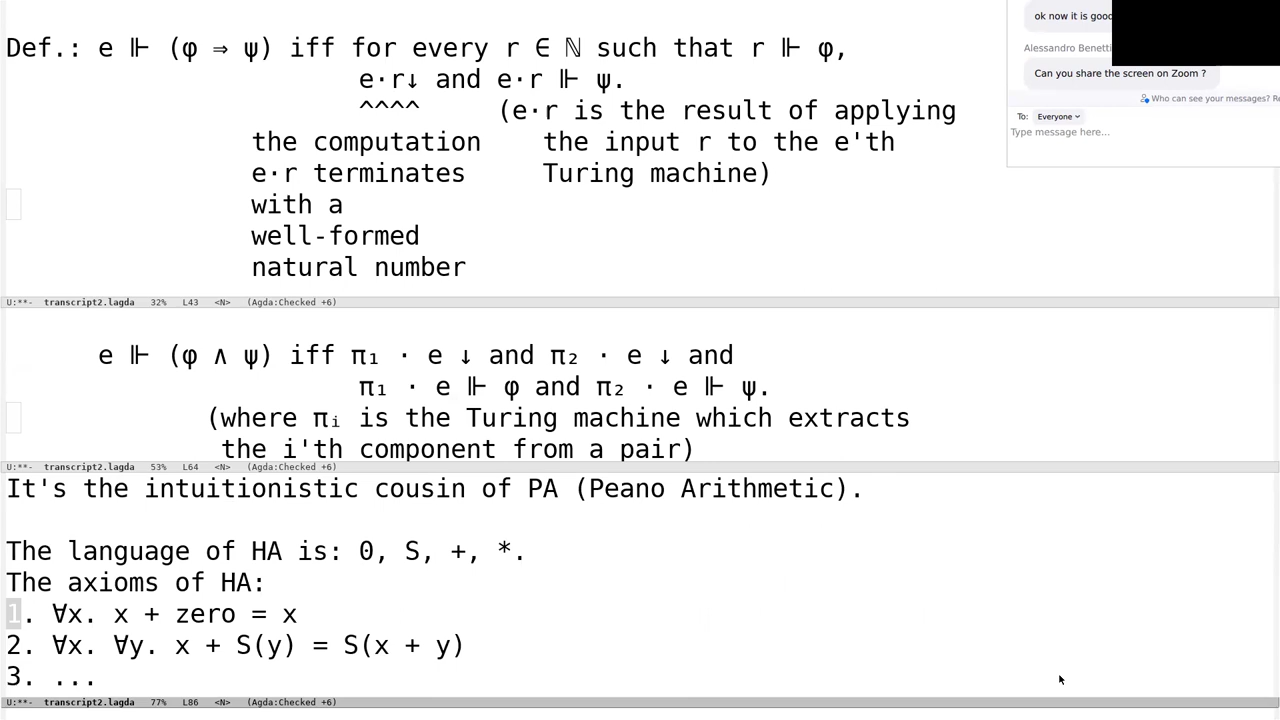 ok now it is good
Alessandro Benetti
Can you share the screen on Zoom ?
Who can see your messages? Re
To: Everyone
Type message here...
Def.: e ⊩ (φ ⇒ ψ) iff for every r ∈ ℕ such that r ⊩ φ,
e·r↓ and e·r ⊩ ψ.
^^^^ (e·r is the result of applying
the computation the input r to the e'th
e·r terminates Turing machine)
with a
well-formed
natural number
U:**- transcript2.lagda 32% L43 <N> (Agda:Checked +6)
e ⊩ (φ ∧ ψ) iff π₁ · e ↓ and π₂ · e ↓ and
π₁ · e ⊩ φ and π₂ · e ⊩ ψ.
(where πᵢ is the Turing machine which extracts
the i'th component from a pair)
U:**- transcript2.lagda 53% L64 <N> (Agda:Checked +6)
It's the intuitionistic cousin of PA (Peano Arithmetic).
The language of HA is: 0, S, +, *.
The axioms of HA:
1. ∀x. x + zero = x
2. ∀x. ∀y. x + S(y) = S(x + y)
3. ...
U:**- transcript2.lagda 77% L86 <N> (Agda:Checked +6)